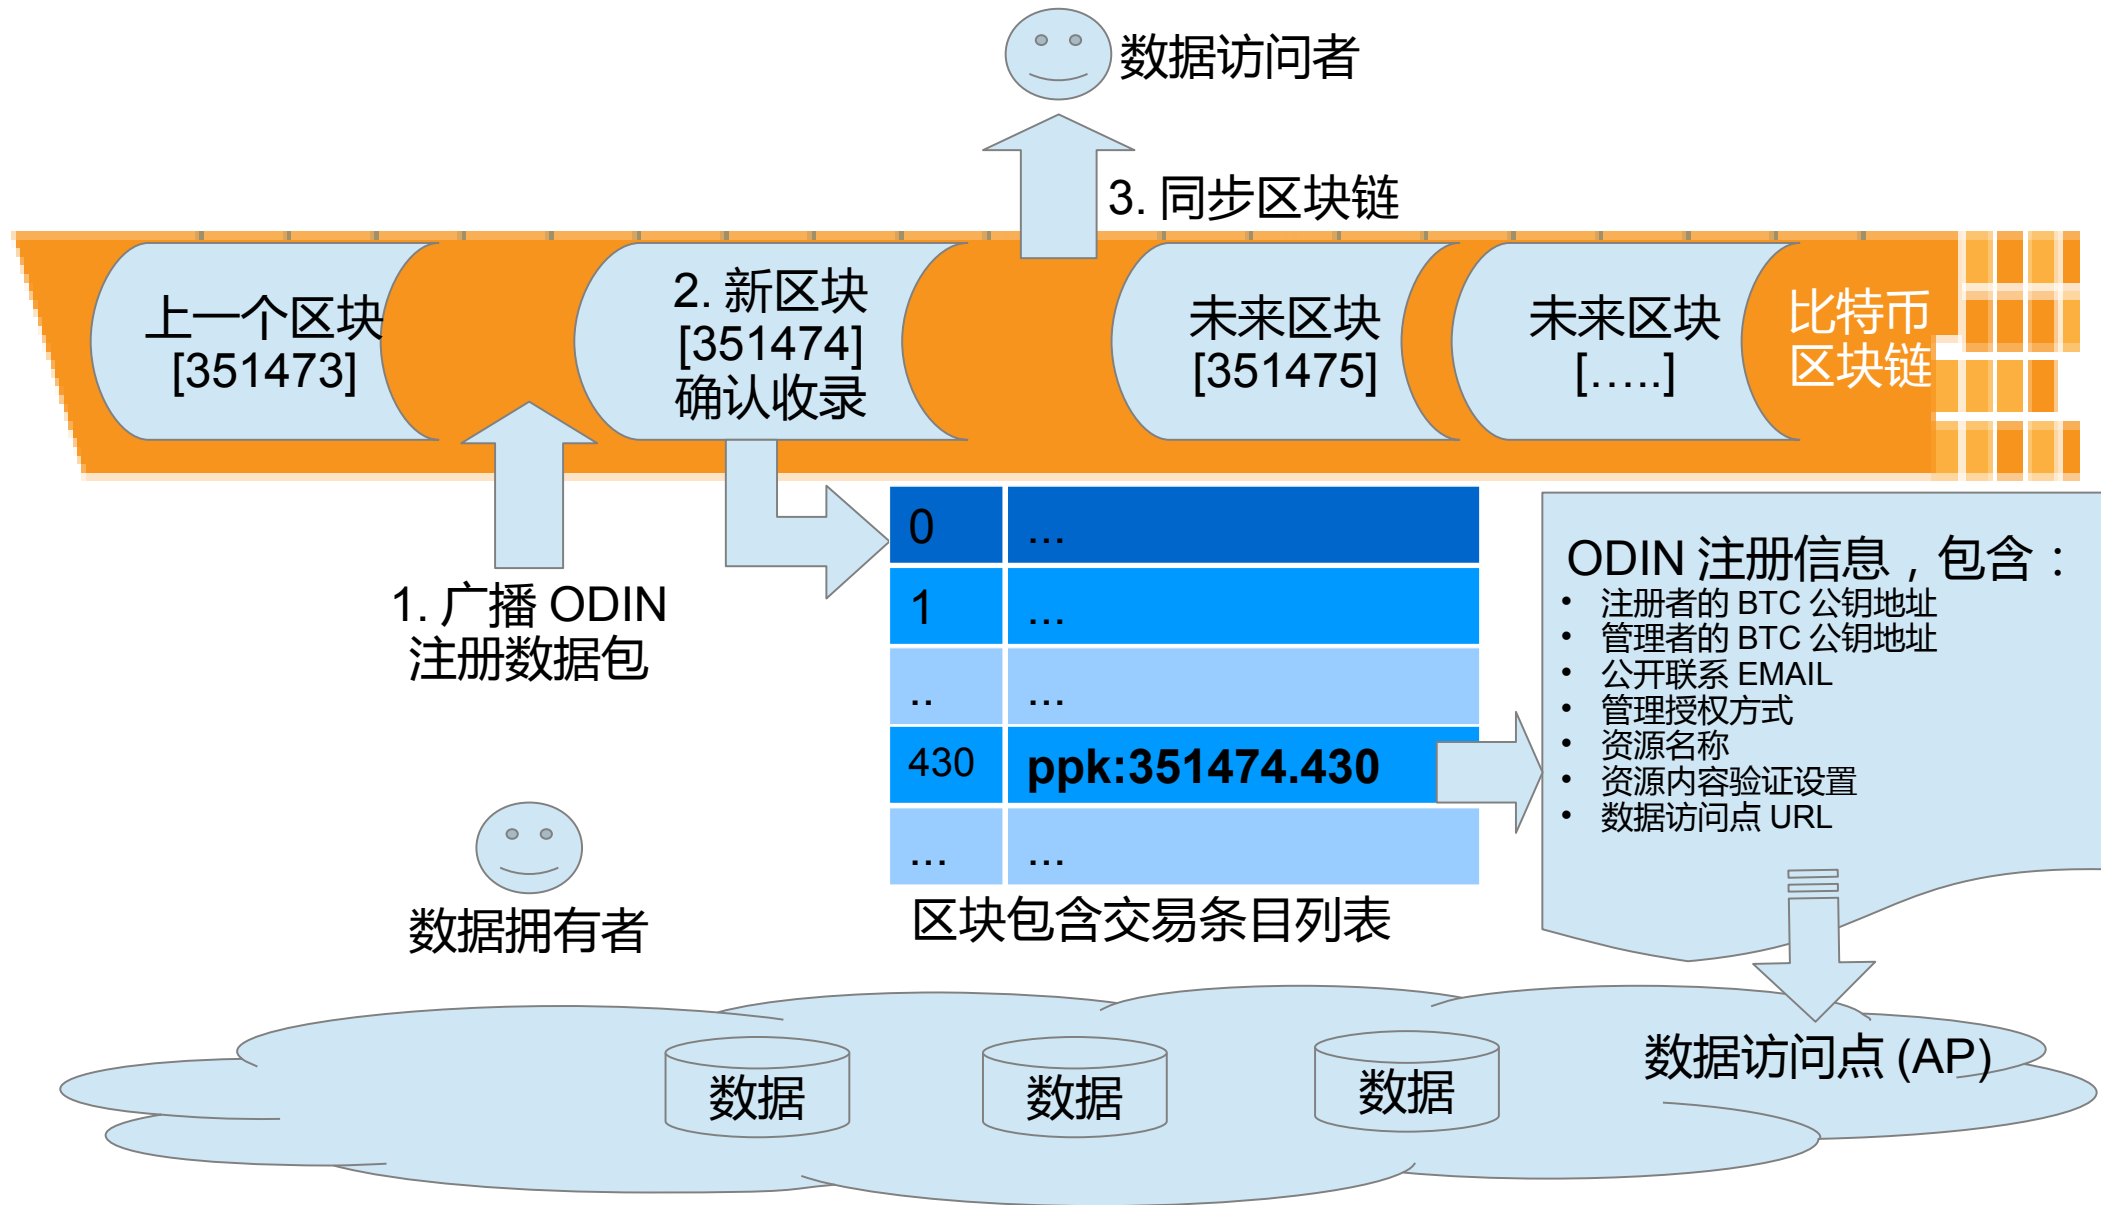 数据访问者
3. 同步区块链
上一个区块
[351473]
2. 新区块
[351474]
确认收录
未来区块
[351475]
未来区块
[…..]
比特币
区块链
1. 广播 ODIN
注册数据包
0 ...
1 ...
.. ...
430 ppk:351474.430
... ...
区块包含交易条目列表
ODIN 注册信息，包含：
• 注册者的 BTC 公钥地址
• 管理者的 BTC 公钥地址
• 公开联系 EMAIL
• 管理授权方式
• 资源名称
• 资源内容验证设置
• 数据访问点 URL
数据拥有者
数据访问点 (AP)
数据
数据
数据